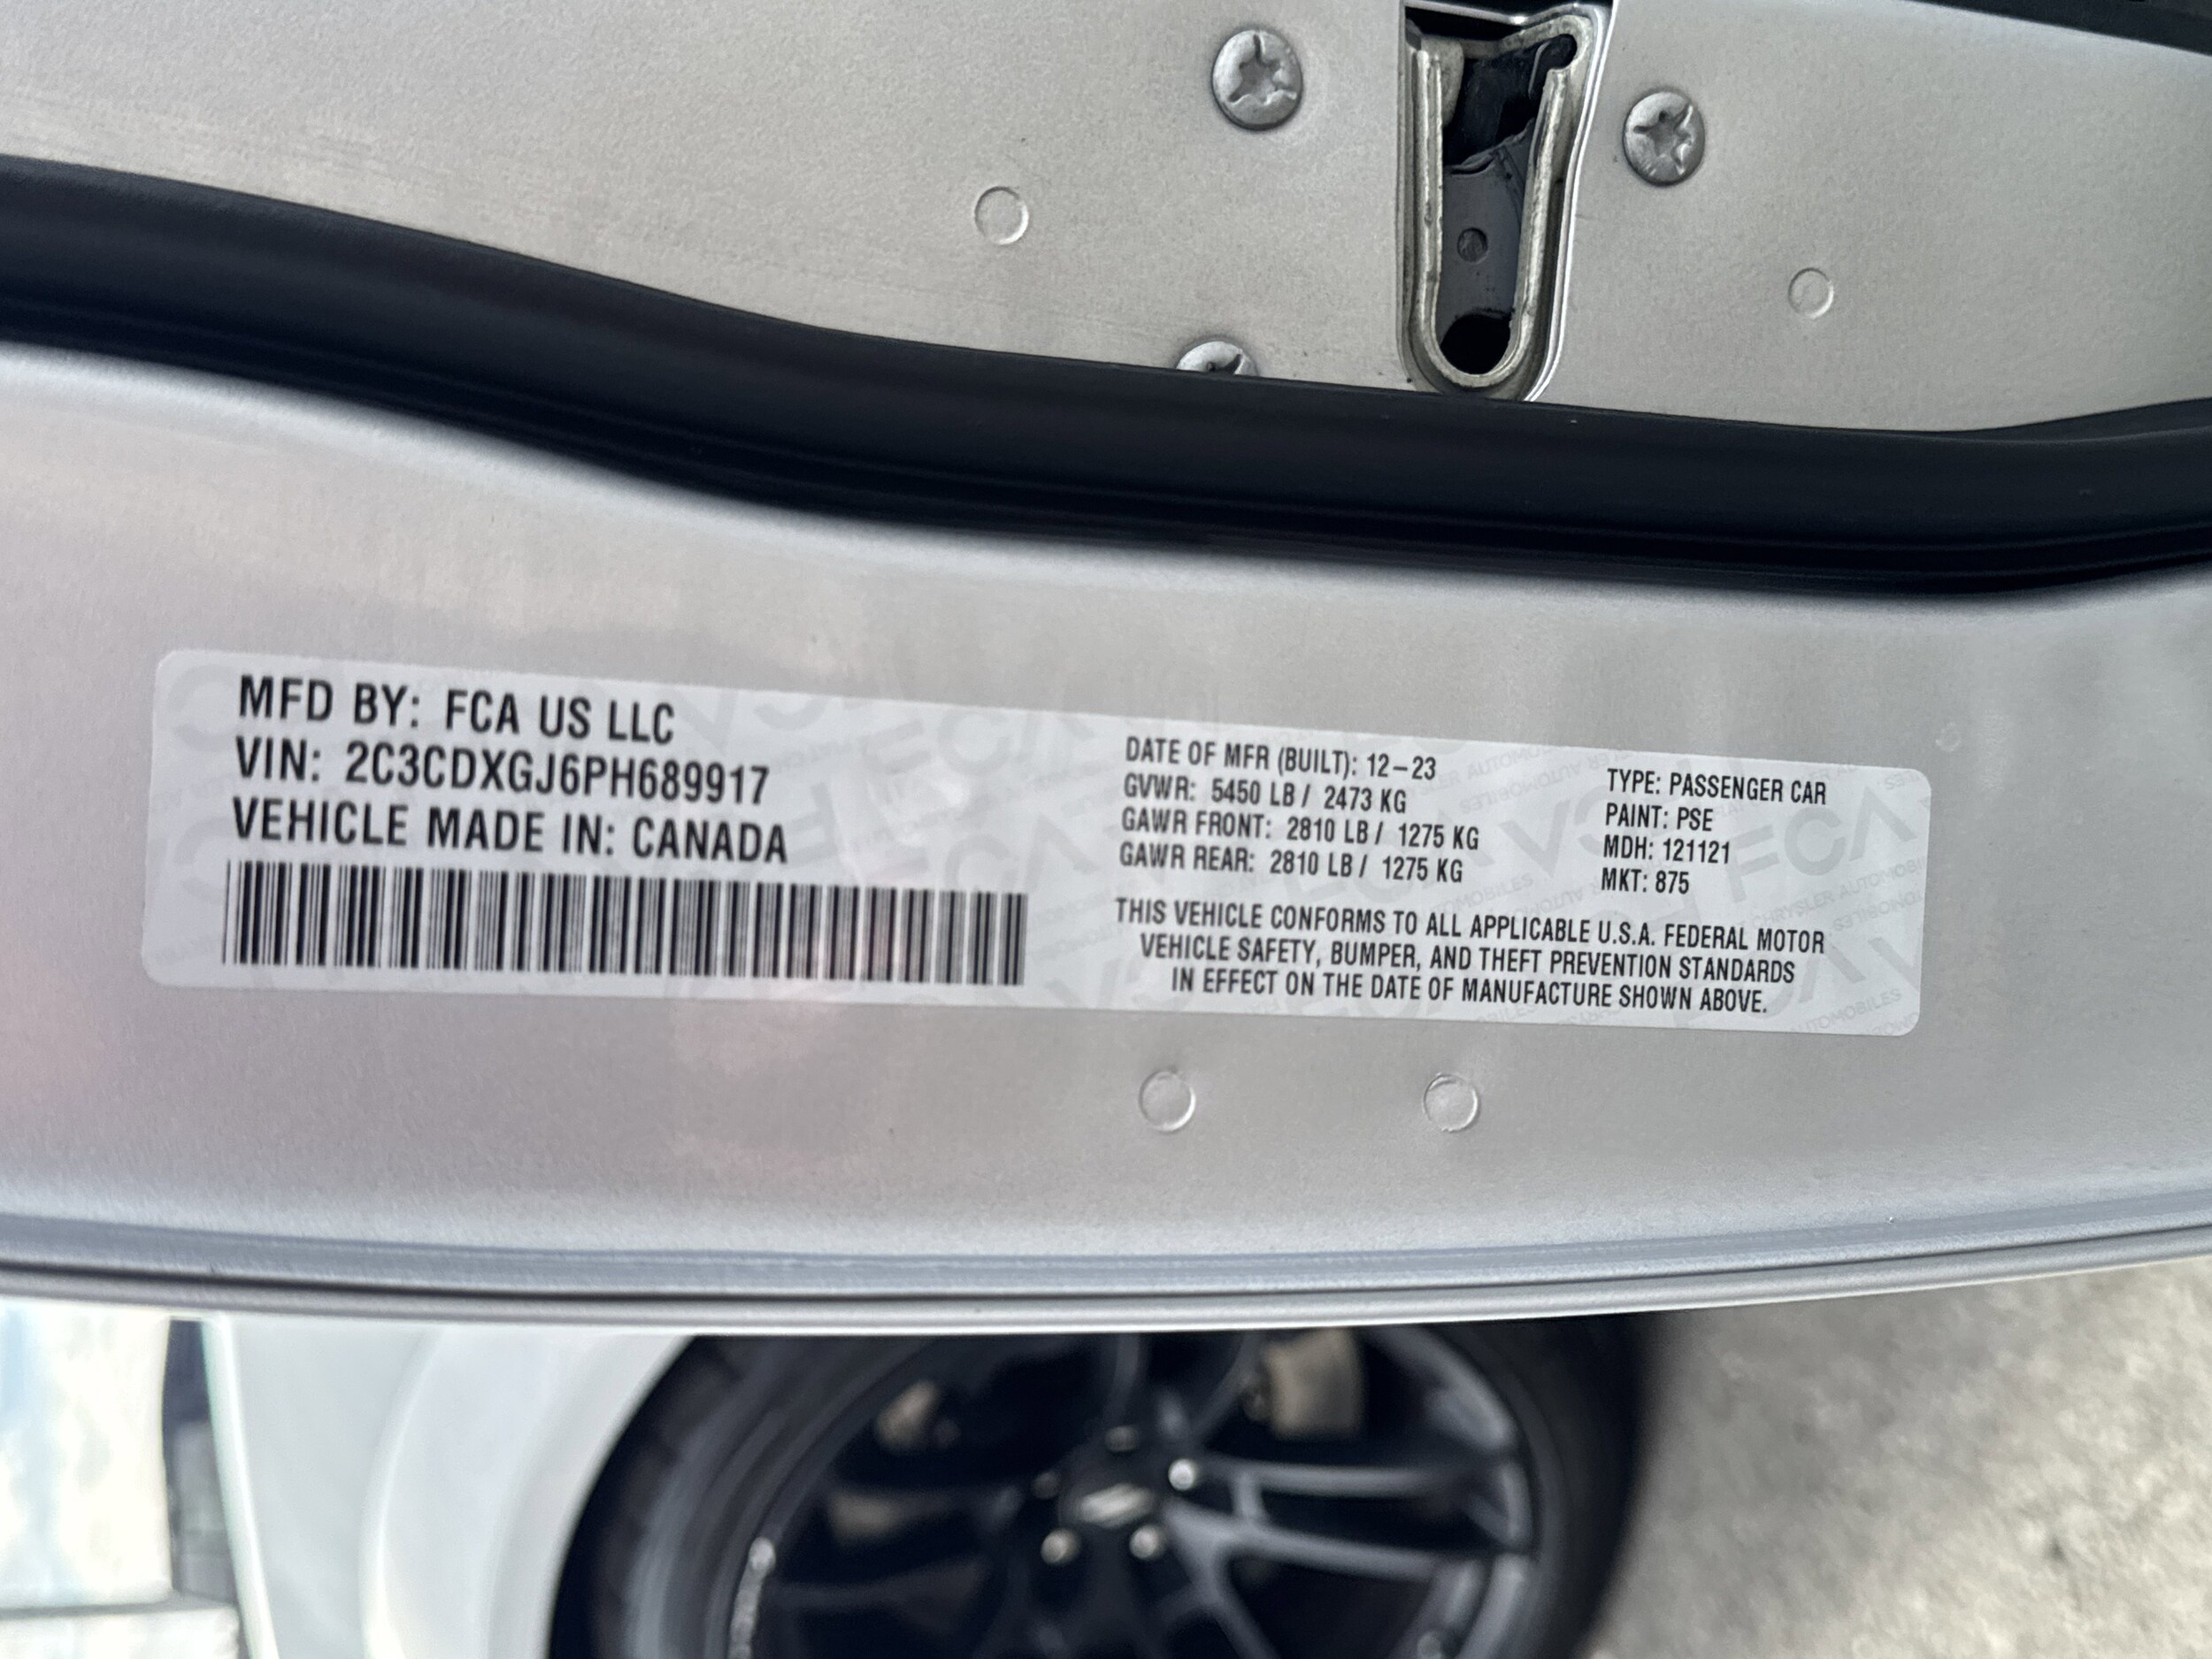 MFD BY: FCA US LLC
VIN: 2C3CDXGJ6PH689917
VEHICLE MADE IN: CANADA
DATE OF MFR (BUILT): 12-23
GVWR: 5450 LB / 2473 KG
GAWR FRONT: 2810 LB / 1275 KG
GAWR REAR: 2810 LB / 1275 KG
TYPE: PASSENGER CAR
PAINT: PSE
MDH: 121121
MKT: 875
THIS VEHICLE CONFORMS TO ALL APPLICABLE U.S.A. FEDERAL MOTOR
VEHICLE SAFETY, BUMPER, AND THEFT PREVENTION STANDARDS
IN EFFECT ON THE DATE OF MANUFACTURE SHOWN ABOVE.